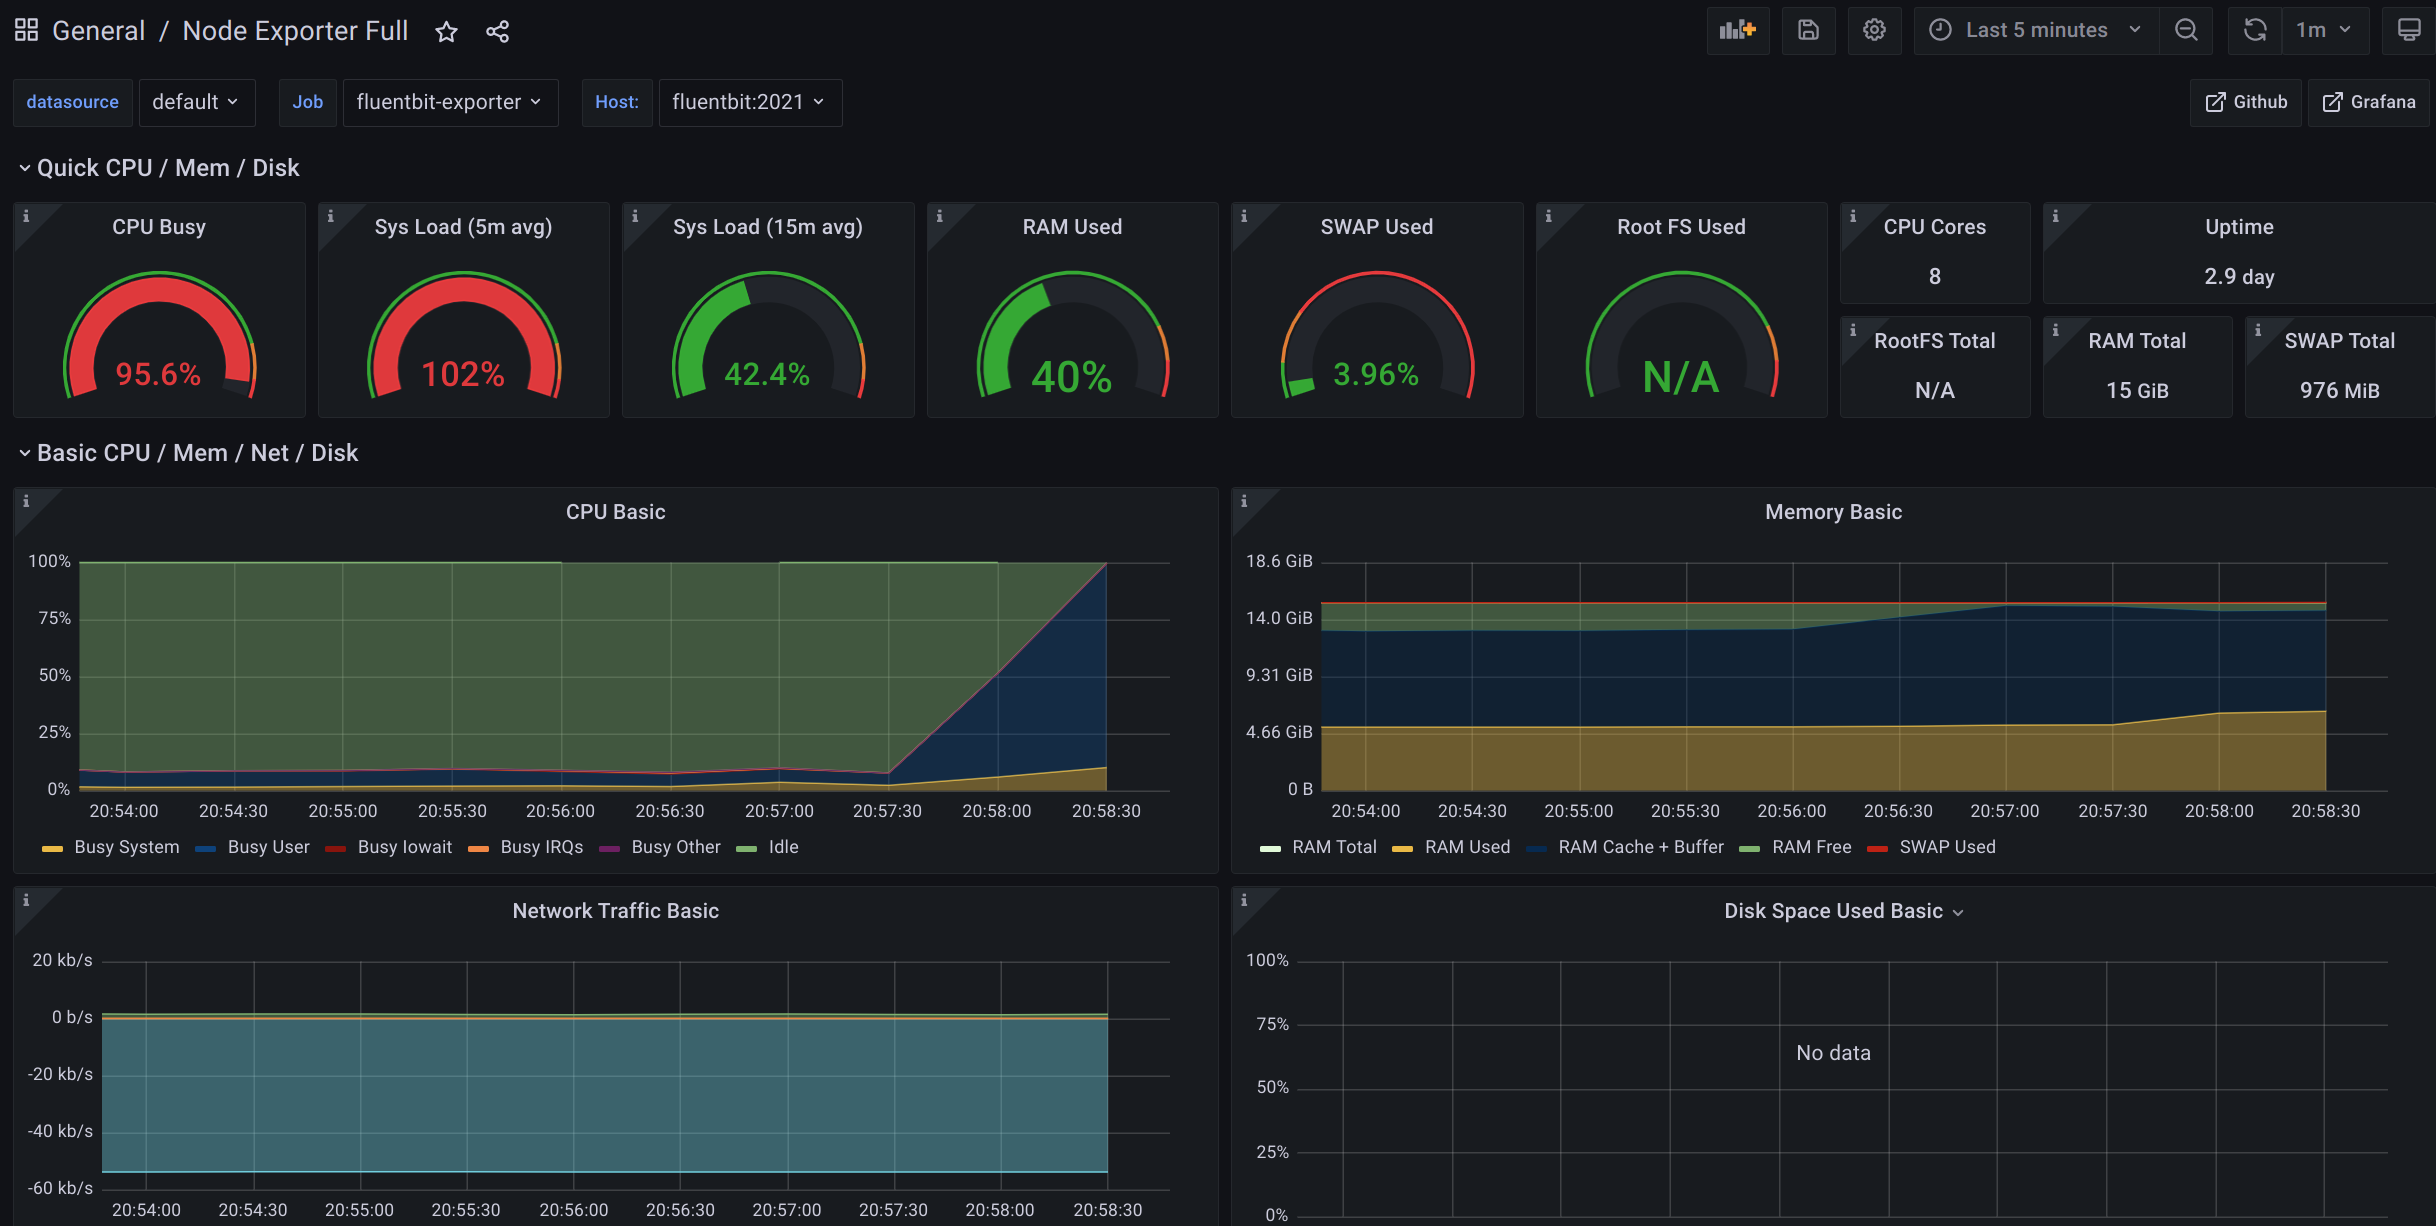 General / Node Exporter Full
Last 5 minutes
1m
datasource default Job fluentbit-exporter Host: fluentbit:2021 Github Grafana
Quick CPU / Mem / Disk
CPU Busy
95.6%
Sys Load (5m avg)
102%
Sys Load (15m avg)
42.4%
RAM Used
40%
SWAP Used
3.96%
Root FS Used
N/A
CPU Cores
8
Uptime
2.9 day
RootFS Total
N/A
RAM Total
15 GiB
SWAP Total
976 MiB
Basic CPU / Mem / Net / Disk
CPU Basic
100%
75%
50%
25%
0%
20:54:00 20:54:30 20:55:00 20:55:30 20:56:00 20:56:30 20:57:00 20:57:30 20:58:00 20:58:30
Busy System Busy User Busy Iowait Busy IRQs Busy Other Idle
Memory Basic
18.6 GiB
14.0 GiB
9.31 GiB
4.66 GiB
0 B
20:54:00 20:54:30 20:55:00 20:55:30 20:56:00 20:56:30 20:57:00 20:57:30 20:58:00 20:58:30
RAM Total RAM Used RAM Cache + Buffer RAM Free SWAP Used
Network Traffic Basic
20 kb/s
0 b/s
-20 kb/s
-40 kb/s
-60 kb/s
20:54:00 20:54:30 20:55:00 20:55:30 20:56:00 20:56:30 20:57:00 20:57:30 20:58:00 20:58:30
Disk Space Used Basic
100%
75%
No data
50%
25%
0%